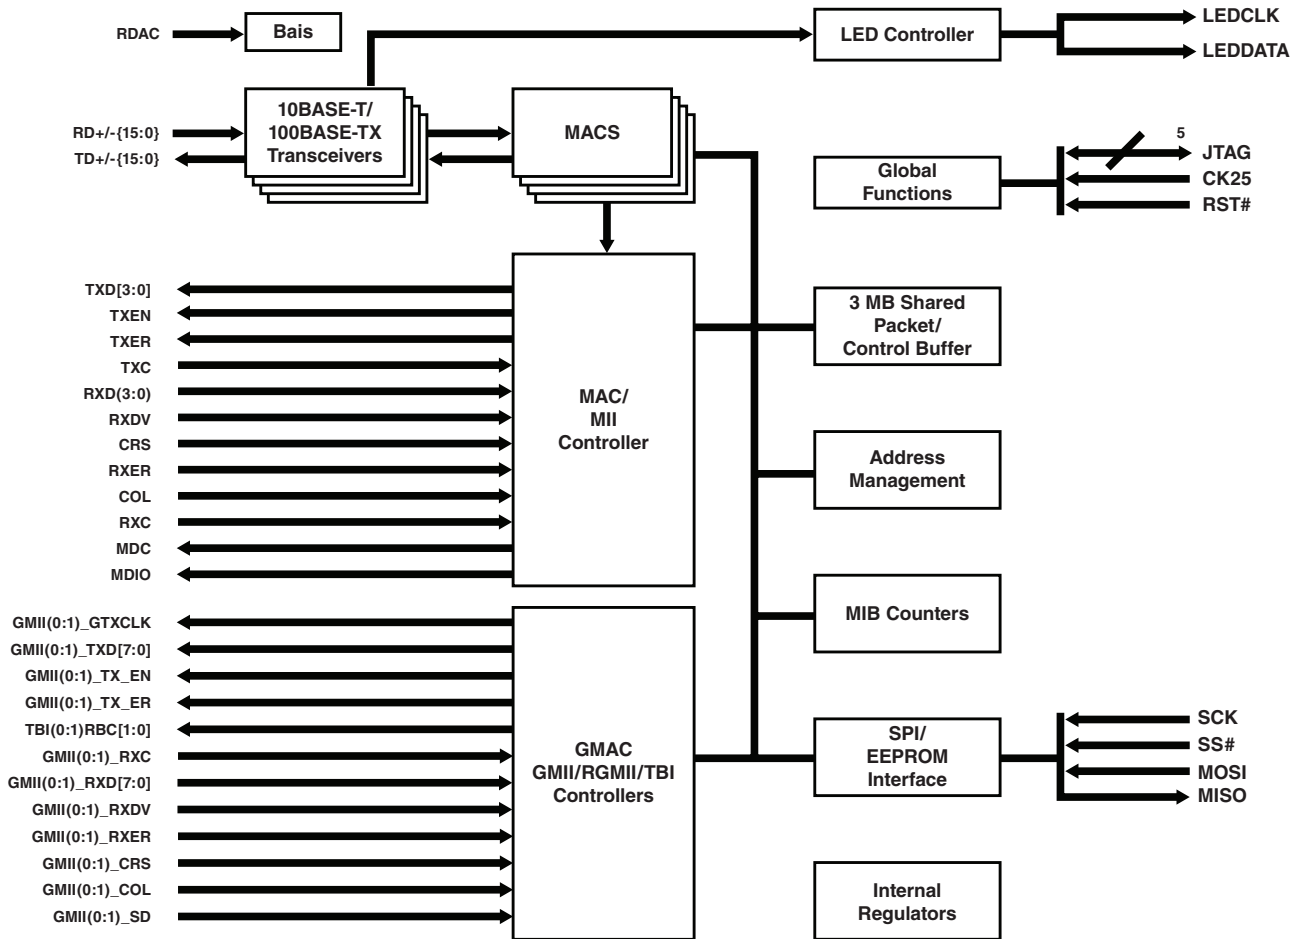 RDAC
Bais
LED Controller
LEDCLK
LEDDATA
RD+/-{15:0}
TD+/-{15:0}
10BASE-T/
100BASE-TX
Transceivers
MACS
Global
Functions
5
JTAG
CK25
RST#
TXD[3:0]
TXEN
TXER
TXC
RXD(3:0)
RXDV
CRS
RXER
COL
RXC
MDC
MDIO
MAC/
MII
Controller
3 MB Shared
Packet/
Control Buffer
Address
Management
MIB Counters
GMII(0:1)_GTXCLK
GMII(0:1)_TXD[7:0]
GMII(0:1)_TX_EN
GMII(0:1)_TX_ER
TBI(0:1)RBC[1:0]
GMII(0:1)_RXC
GMII(0:1)_RXD[7:0]
GMII(0:1)_RXDV
GMII(0:1)_RXER
GMII(0:1)_CRS
GMII(0:1)_COL
GMII(0:1)_SD
GMAC
GMII/RGMII/TBI
Controllers
SPI/
EEPROM
Interface
SCK
SS#
MOSI
MISO
Internal
Regulators